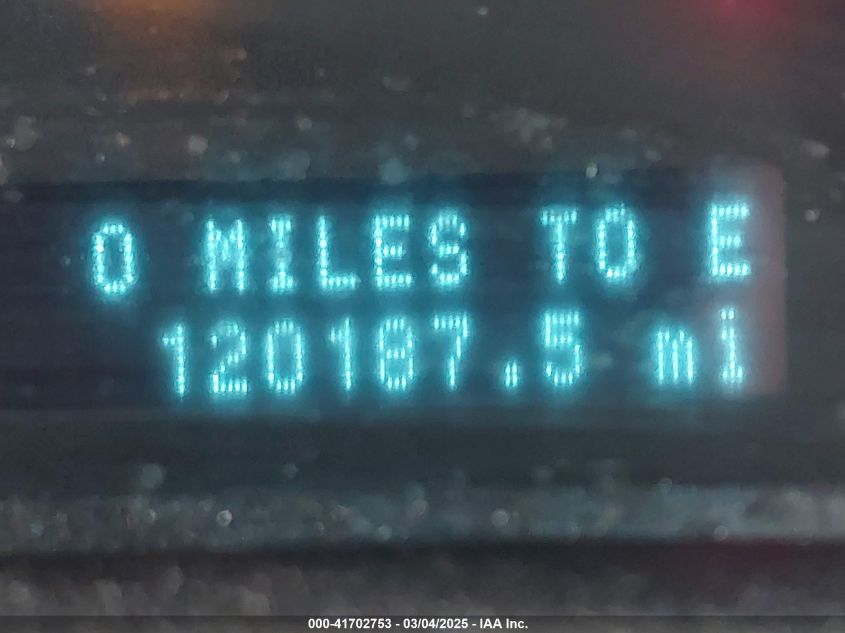 0 MILES TO E
120187.5 mi
000-41702753 - 03/04/2025 - IAA Inc.